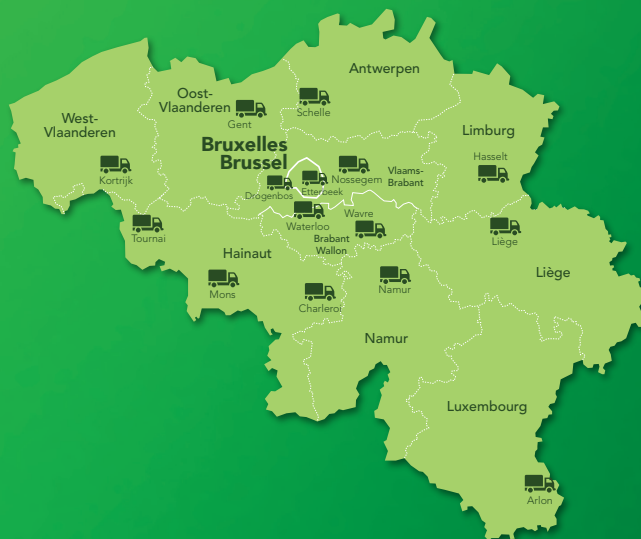 Antwerpen
Oost-
Vlaanderen
Gent
Schelle
West-
Vlaanderen
Limburg
Bruxelles
Brussel
Hasselt
Kortrijk
Nossegem
Vlaams-
Brabant
Drogenbos
Etterbeek
Tournai
Waterloo
Wavre
Brabant
Wallon
Liège
Hainaut
Liège
Mons
Charleroi
Namur
Namur
Luxembourg
Arlon